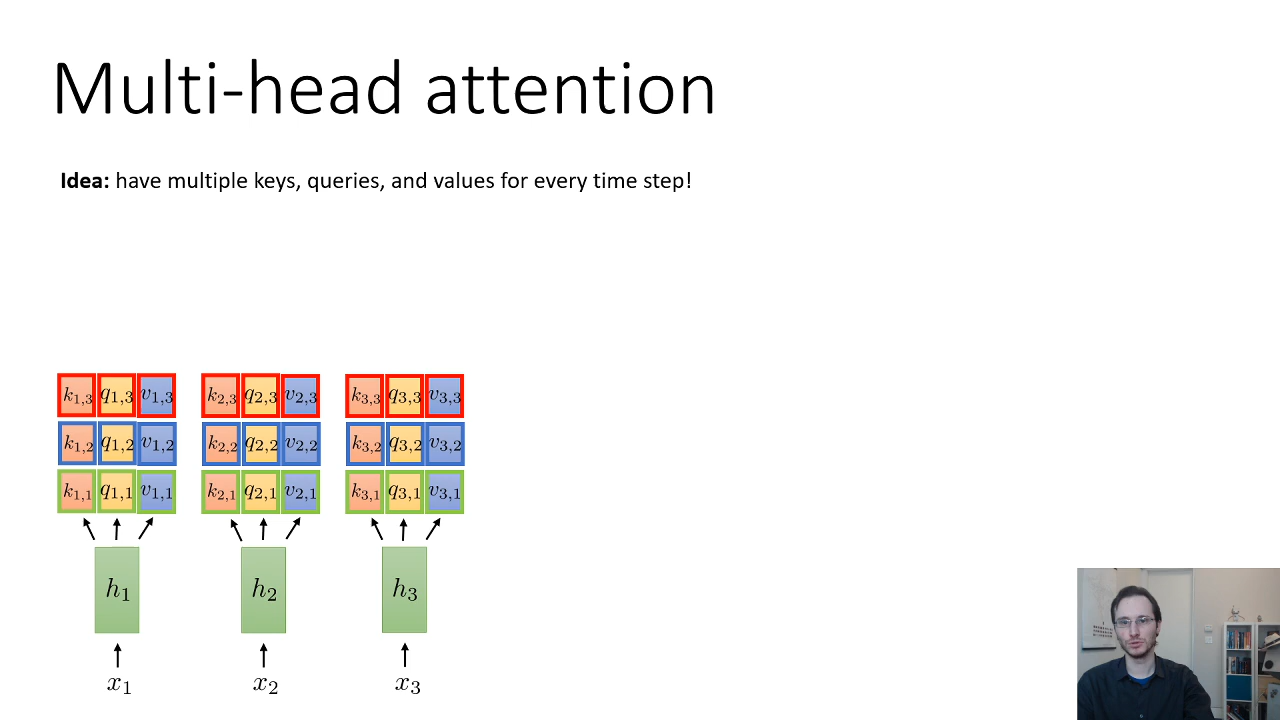 Multi-head attention
Idea: have multiple keys, queries, and values for every time step!
k1,3 q1,3 v1,3 k2,3 q2,3 v2,3 k3,3 q3,3 v3,3
k1,2 q1,2 v1,2 k2,2 q2,2 v2,2 k3,2 q3,2 v3,2
k1,1 q1,1 v1,1 k2,1 q2,1 v2,1 k3,1 q3,1 v3,1
h1 h2 h3
x1 x2 x3